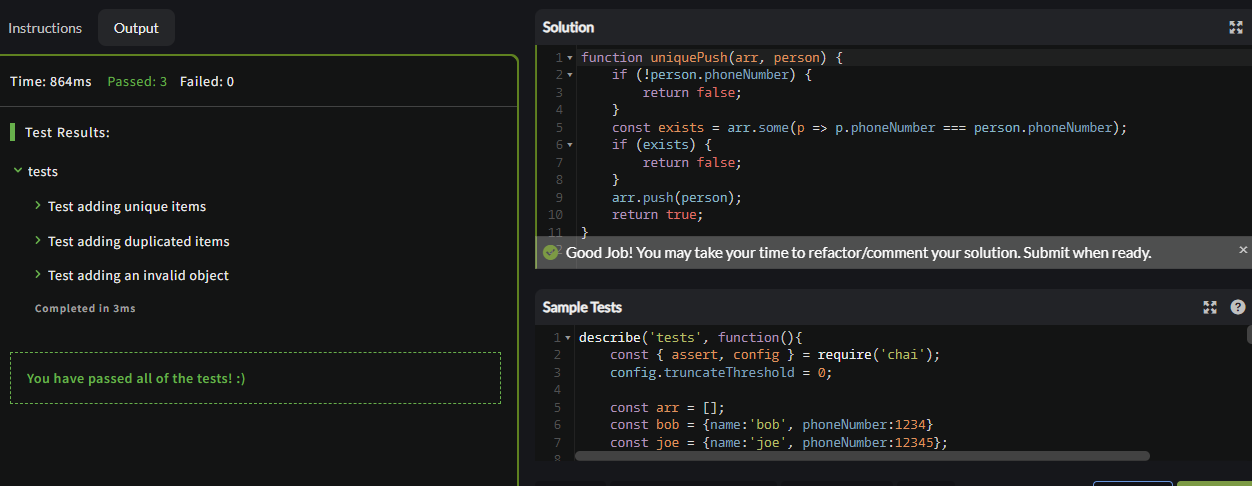 Instructions
Output
Time: 864ms Passed: 3 Failed: 0
Test Results:
tests
Test adding unique items
Test adding duplicated items
Test adding an invalid object
Completed in 3ms
You have passed all of the tests! :)
Solution
1 function uniquePush(arr, person) {
2 if (!person.phoneNumber) {
3 return false;
4 }
5 const exists = arr.some(p => p.phoneNumber === person.phoneNumber);
6 if (exists) {
7 return false;
8 }
9 arr.push(person);
10 return true;
11 }
Good Job! You may take your time to refactor/comment your solution. Submit when ready. ×
Sample Tests
?
1 describe('tests', function(){
2 const { assert, config } = require('chai');
3 config.truncateThreshold = 0;
4
5 const arr = [];
6 const bob = {name:'bob', phoneNumber:1234}
7 const joe = {name:'joe', phoneNumber:12345};
8